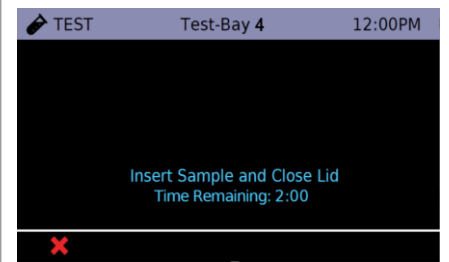 TEST Test-Bay 4 12:00PM
Insert Sample and Close Lid
Time Remaining: 2:00